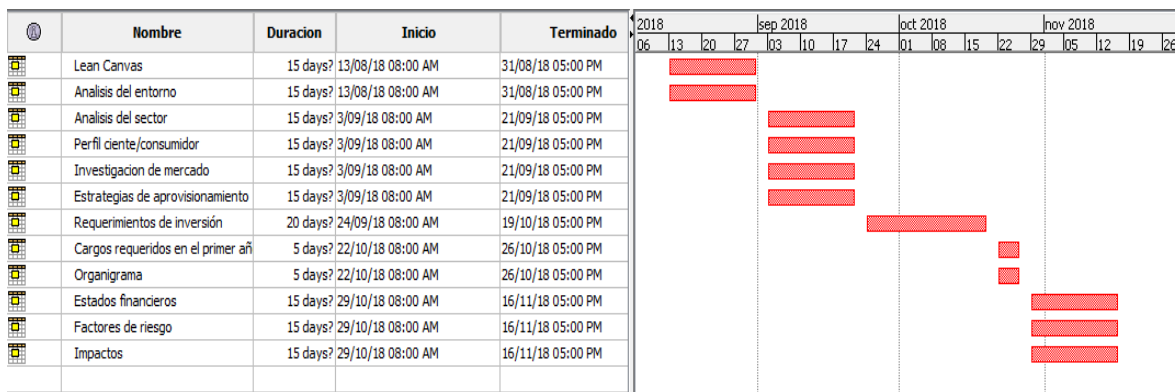 Nombre Duracion Inicio Terminado
2018 sep 2018 oct 2018 nov 2018
06 13 20 27 03 10 17 24 01 08 15 22 29 05 12 19 26
Lean Canvas 15 days? 13/08/18 08:00 AM 31/08/18 05:00 PM
Analisis del entorno 15 days? 13/08/18 08:00 AM 31/08/18 05:00 PM
Analisis del sector 15 days? 3/09/18 08:00 AM 21/09/18 05:00 PM
Perfil ciente/consumidor 15 days? 3/09/18 08:00 AM 21/09/18 05:00 PM
Investigacion de mercado 15 days? 3/09/18 08:00 AM 21/09/18 05:00 PM
Estrategias de aprovisionamiento 15 days? 3/09/18 08:00 AM 21/09/18 05:00 PM
Requerimientos de inversión 20 days? 24/09/18 08:00 AM 19/10/18 05:00 PM
Cargos requeridos en el primer añ 5 days? 22/10/18 08:00 AM 26/10/18 05:00 PM
Organigrama 5 days? 22/10/18 08:00 AM 26/10/18 05:00 PM
Estados financieros 15 days? 29/10/18 08:00 AM 16/11/18 05:00 PM
Factores de riesgo 15 days? 29/10/18 08:00 AM 16/11/18 05:00 PM
Impactos 15 days? 29/10/18 08:00 AM 16/11/18 05:00 PM